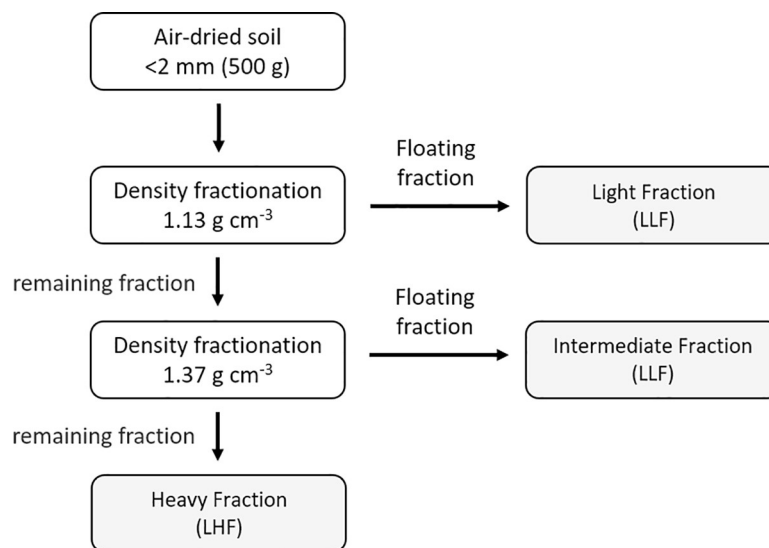 Air-dried soil
<2 mm (500 g)
Floating
fraction
Density fractionation
1.13 g cm⁻³
Light Fraction
(LLF)
remaining fraction
Floating
fraction
Density fractionation
1.37 g cm⁻³
Intermediate Fraction
(LLF)
remaining fraction
Heavy Fraction
(LHF)